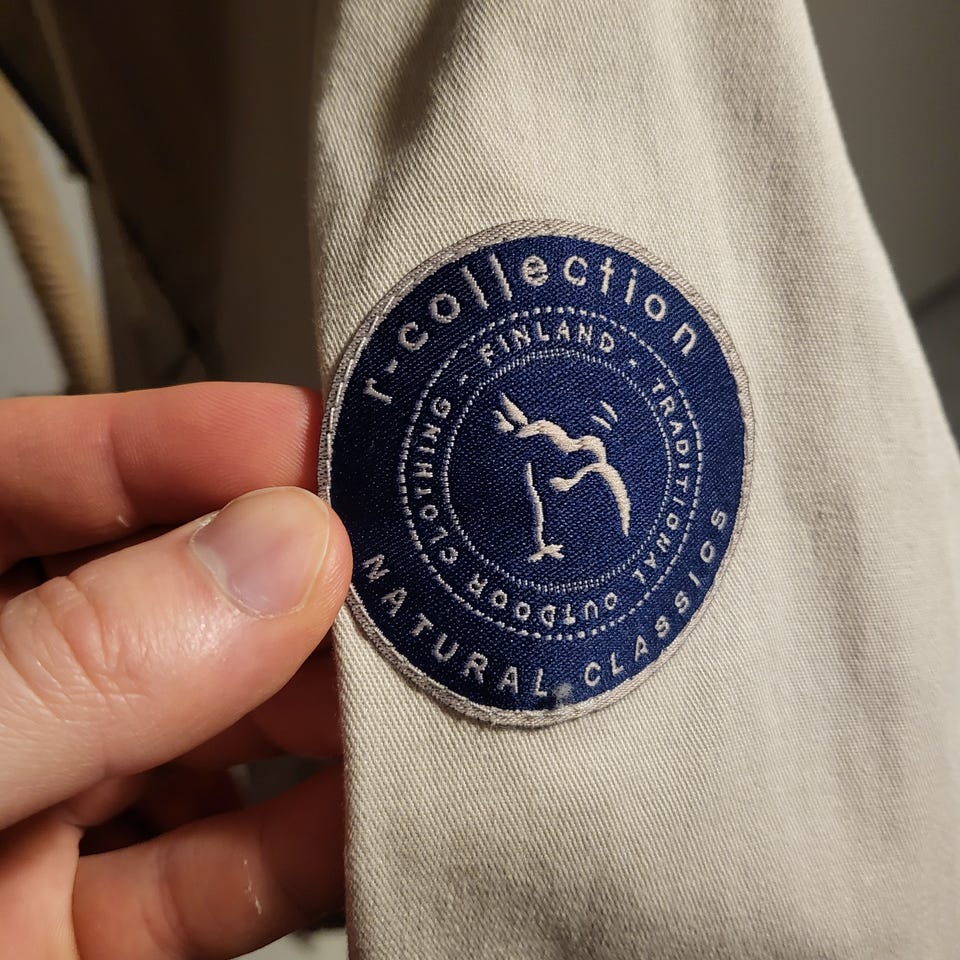 r-collection
- FINLAND -
TRADITIONAL
OUTDOOR CLOTHING
NATURAL CLASSICS